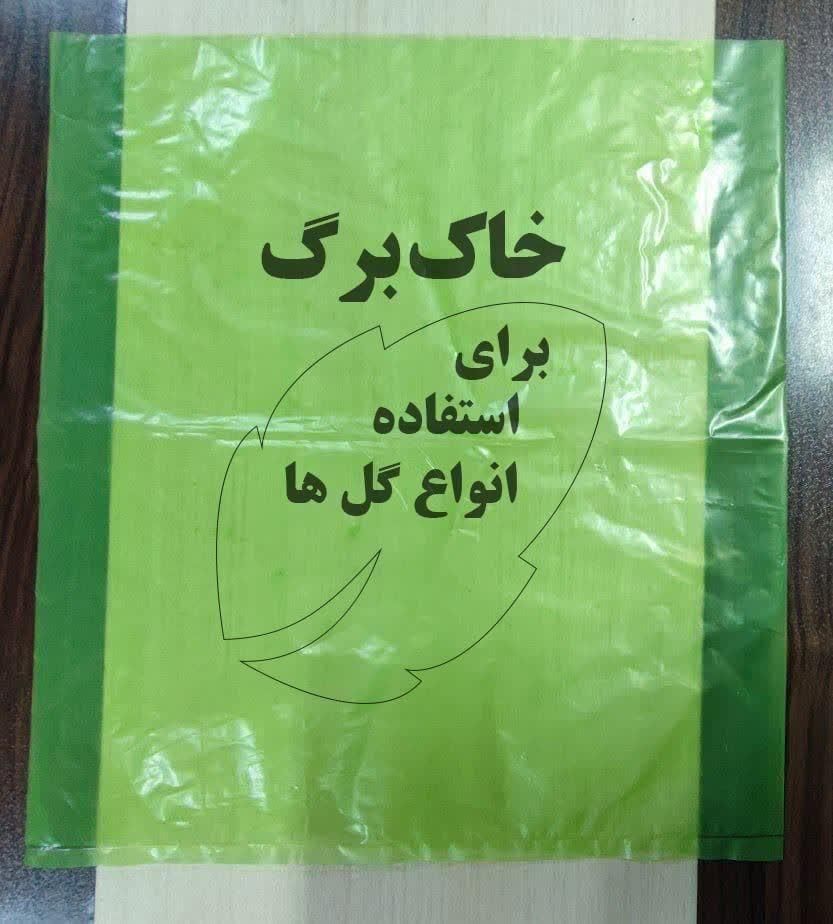 خاک برگ
برای
استفاده
انواع گل ها